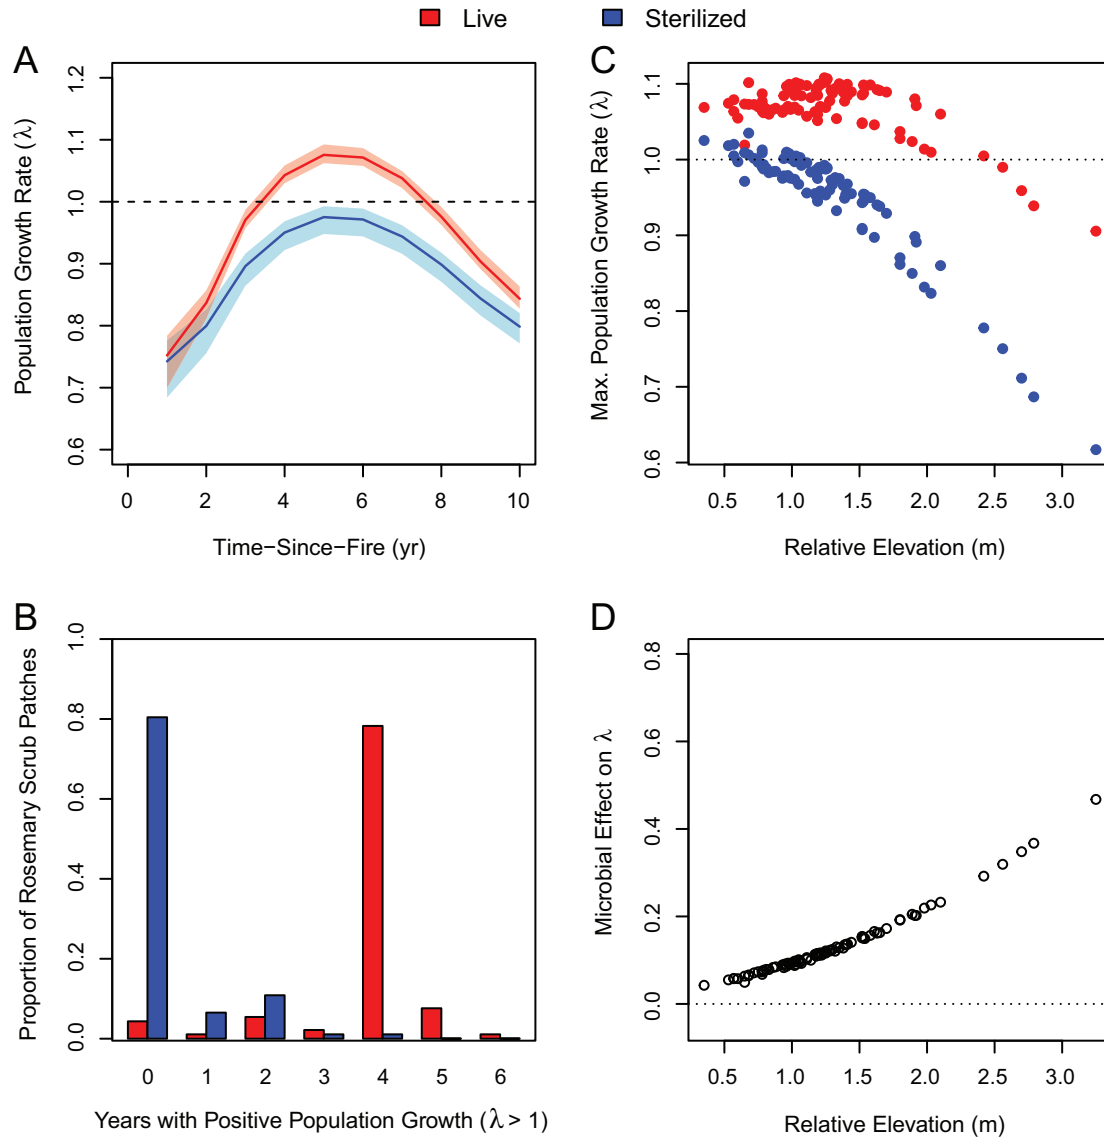 Live Sterilized
A
Population Growth Rate (λ)
0.6 0.7 0.8 0.9 1.0 1.1 1.2
0 2 4 6 8 10
Time−Since−Fire (yr)
C
Max. Population Growth Rate (λ)
0.6 0.7 0.8 0.9 1.0 1.1
0.5 1.0 1.5 2.0 2.5 3.0
Relative Elevation (m)
B
Proportion of Rosemary Scrub Patches
0.0 0.2 0.4 0.6 0.8 1.0
0 1 2 3 4 5 6
Years with Positive Population Growth (λ > 1)
D
Microbial Effect on λ
0.0 0.2 0.4 0.6 0.8
0.5 1.0 1.5 2.0 2.5 3.0
Relative Elevation (m)